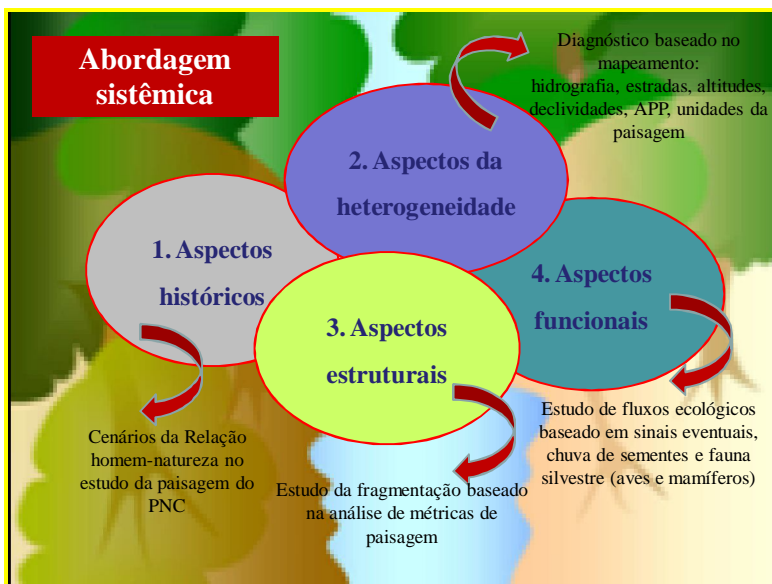 Abordagem
sistêmica
Diagnóstico baseado no
mapeamento:
hidrografia, estradas, altitudes,
declividades, APP, unidades da
paisagem
2. Aspectos da
heterogeneidade
1. Aspectos
históricos
4. Aspectos
funcionais
3. Aspectos
estruturais
Cenários da Relação
homem-natureza no
estudo da paisagem do
PNC
Estudo da fragmentação baseado
na análise de métricas de
paisagem
Estudo de fluxos ecológicos
baseado em sinais eventuais,
chuva de sementes e fauna
silvestre (aves e mamíferos)